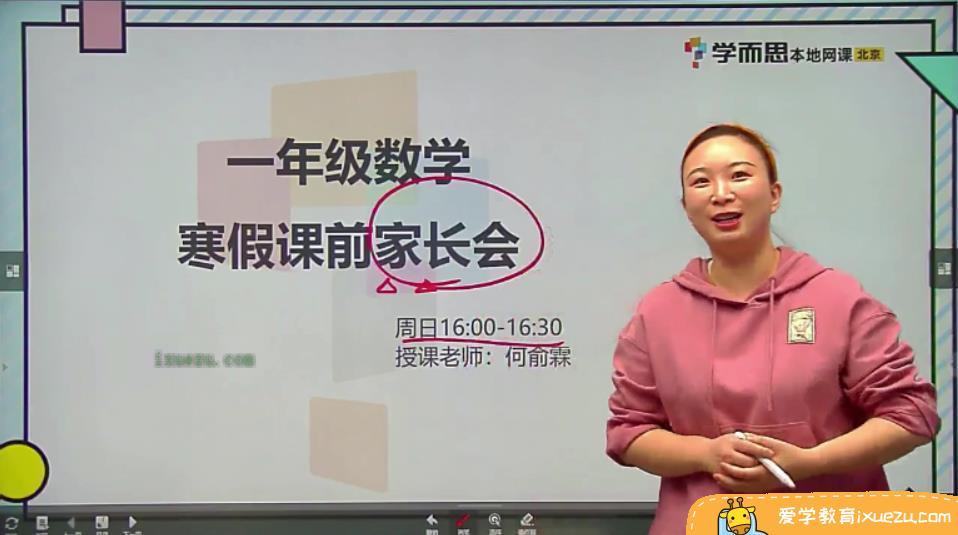 学而思本地网课 北京
一年级数学
寒假课前家长会
周日16:00-16:30
授课老师：何俞霖
ixuezu.com
爱学教育ixuezu.com